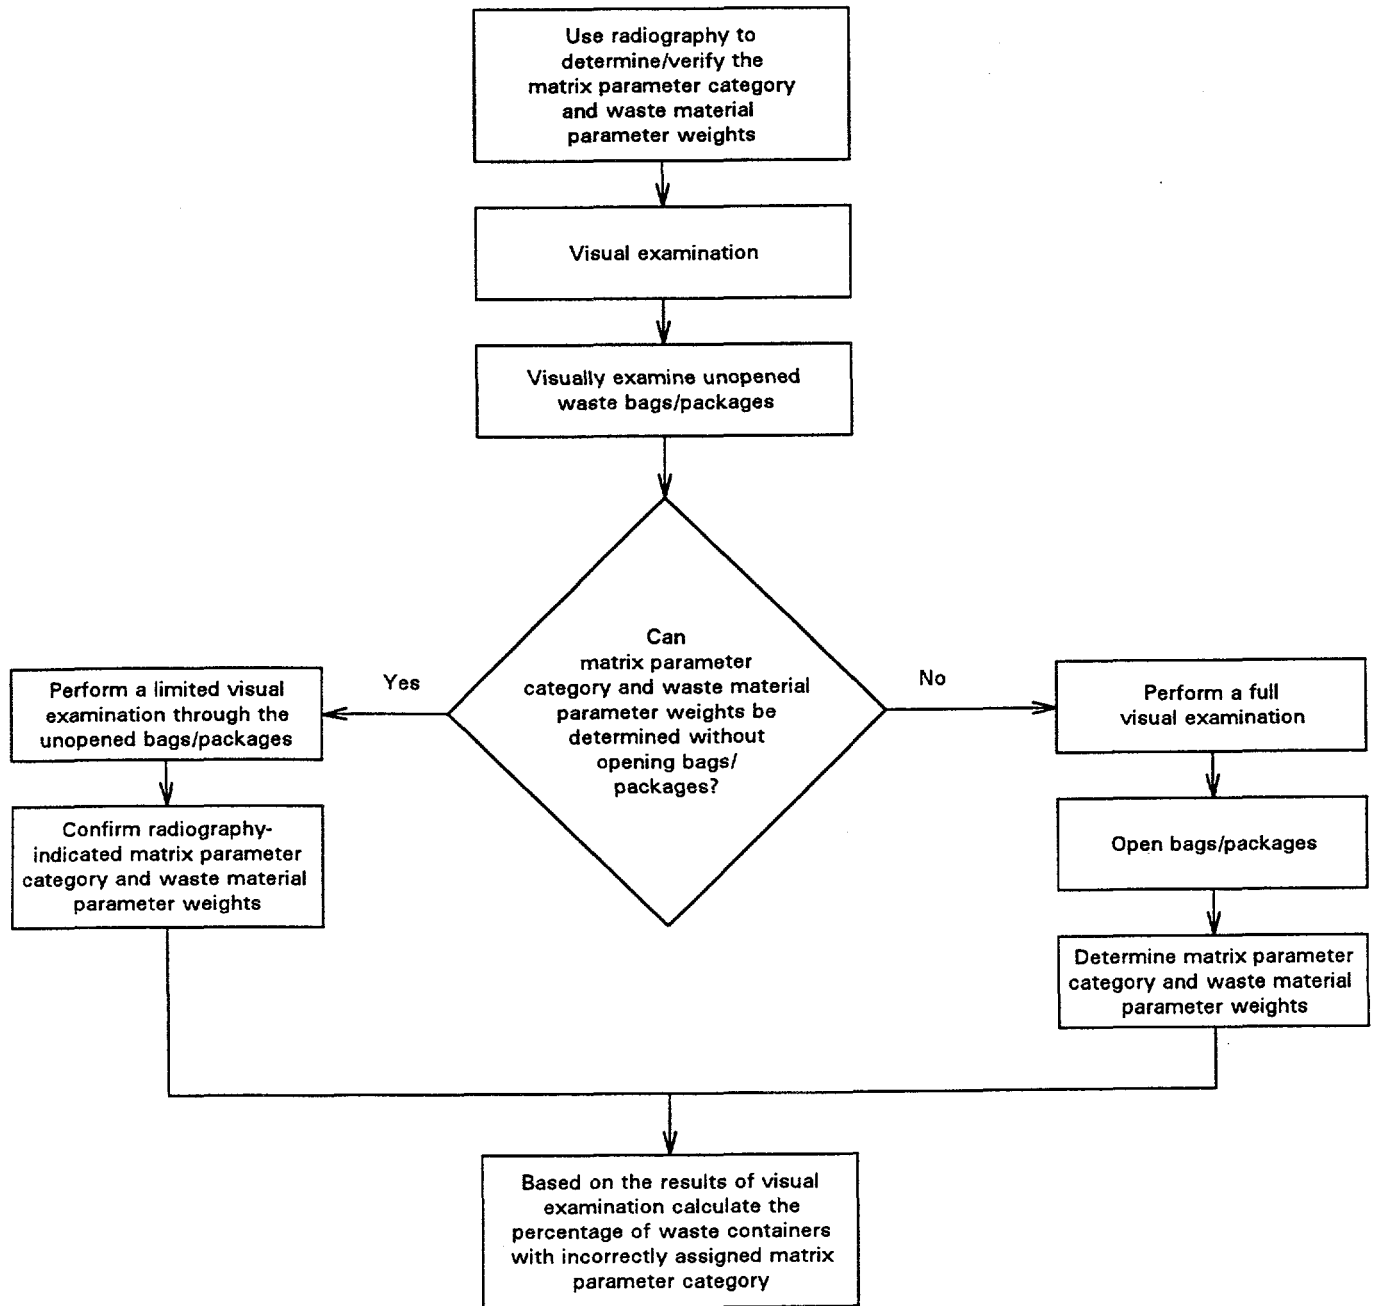 Use radiography to
determine/verify the
matrix parameter category
and waste material
parameter weights
Visual examination
Visually examine unopened
waste bags/packages
Can
matrix parameter
category and waste material
parameter weights be
determined without
opening bags/
packages?
Yes
Perform a limited visual
examination through the
unopened bags/packages
Confirm radiography-
indicated matrix parameter
category and waste material
parameter weights
No
Perform a full
visual examination
Open bags/packages
Determine matrix parameter
category and waste material
parameter weights
Based on the results of visual
examination calculate the
percentage of waste containers
with incorrectly assigned matrix
parameter category